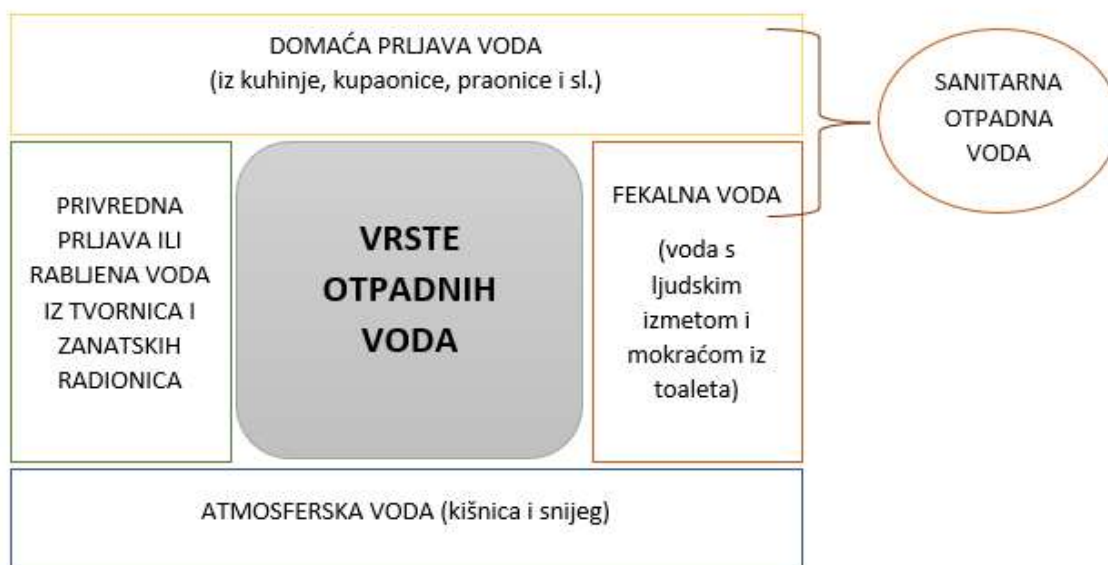 DOMAĆA PRLJAVA VODA
(iz kuhinje, kupaonice, praonice i sl.)
SANITARNA
OTPADNA
VODA
PRIVREDNA
PRLJAVA ILI
RABLJENA VODA
IZ TVORNICA I
ZANATSKIH
RADIONICA
VRSTE
OTPADNIH
VODA
FEKALNA VODA
(voda s
ljudskim
izmetom i
mokraćom iz
toaleta)
ATMOSFERSKA VODA (kišnica i snijeg)